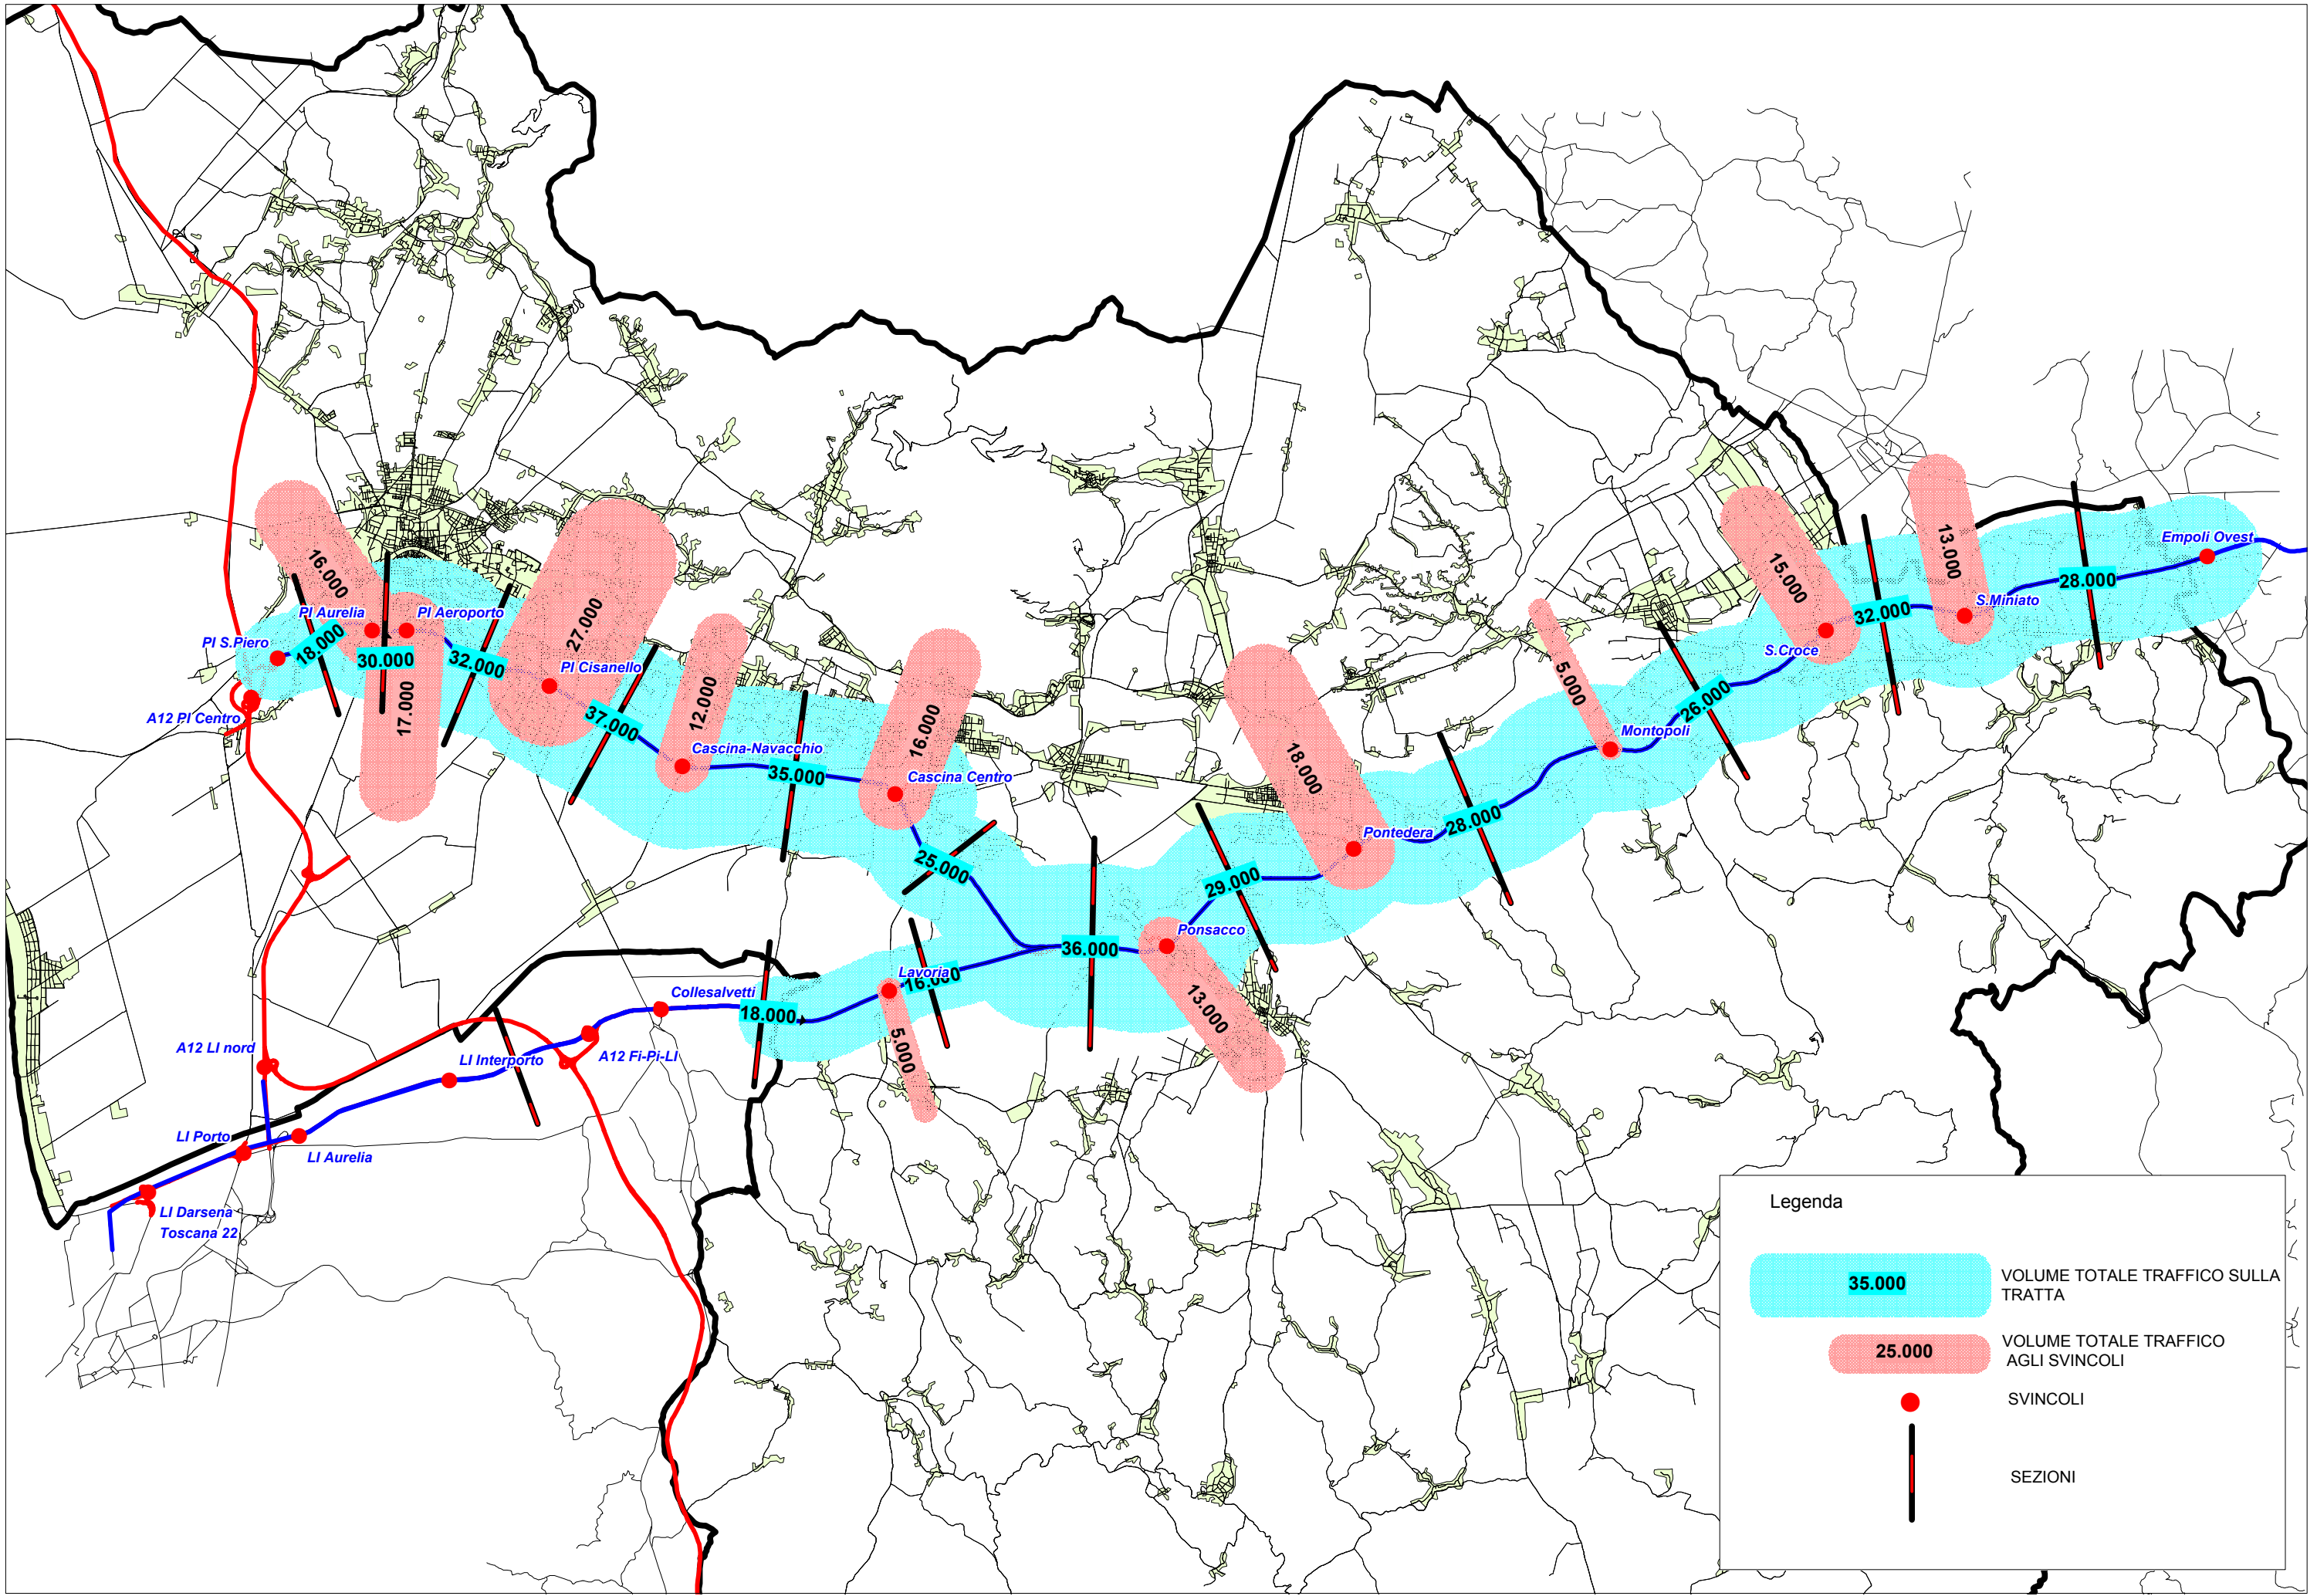 Empoli Ovest
13.000
28.000
15.000
S.Miniato
32.000
16.000
PI Aurelia
PI Aeroporto
27.000
S.Croce
PI S.Piero
18.000
30.000
32.000
PI Cisanello
5.000
26.000
17.000
12.000
A12 PI Centro
37.000
16.000
Montopoli
Cascina-Navacchio
35.000
Cascina Centro
18.000
28.000
Pontedera
25.000
29.000
Ponsacco
36.000
Lavoria
16.000
Collesalvetti
18.000
13.000
5.000
A12 LI nord
LI Interporto
A12 Fi-Pi-LI
LI Porto
LI Aurelia
LI Darsena
Toscana 22
Legenda
35.000
VOLUME TOTALE TRAFFICO SULLA
TRATTA
25.000
VOLUME TOTALE TRAFFICO
AGLI SVINCOLI
SVINCOLI
SEZIONI